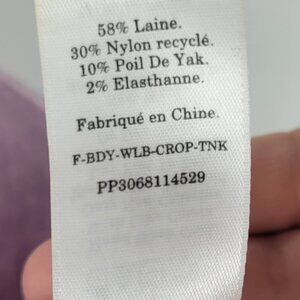 58% Laine.
30% Nylon recyclé.
10% Poil De Yak.
2% Elasthanne.
Fabriqué en Chine.
F-BDY-WLB-CROP-TNK
PP3068114529